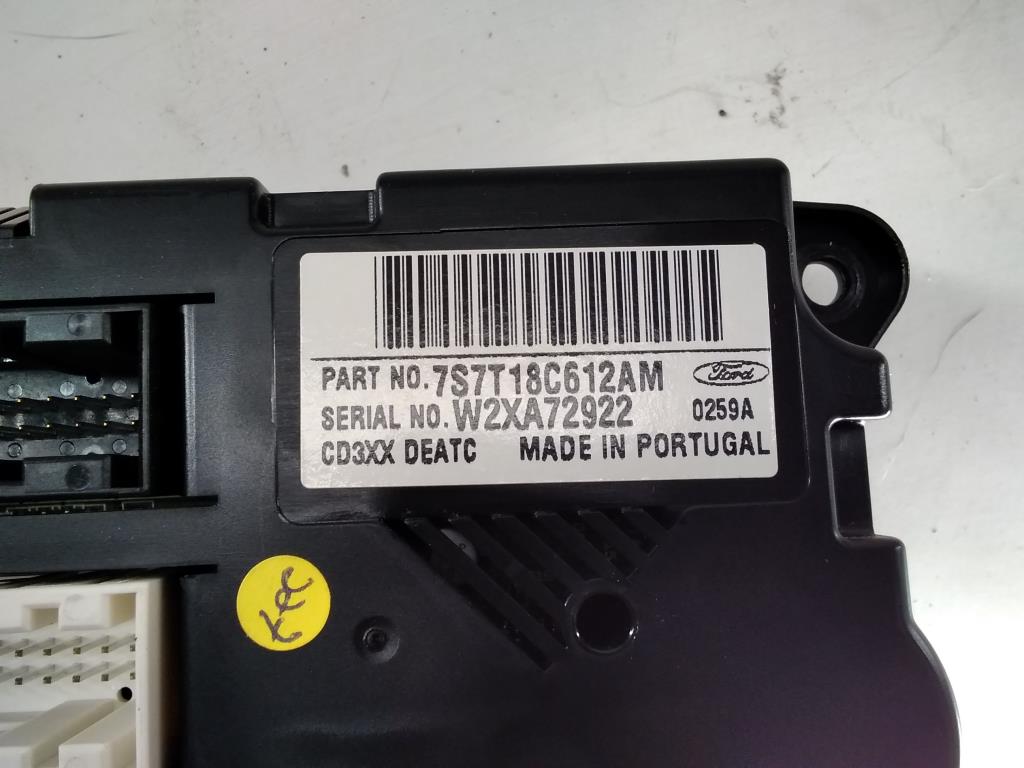 PART NO. 7S7T18C612AM
Ford
SERIAL NO. W2XA72922 0259A
CD3XX DEATC MADE IN PORTUGAL